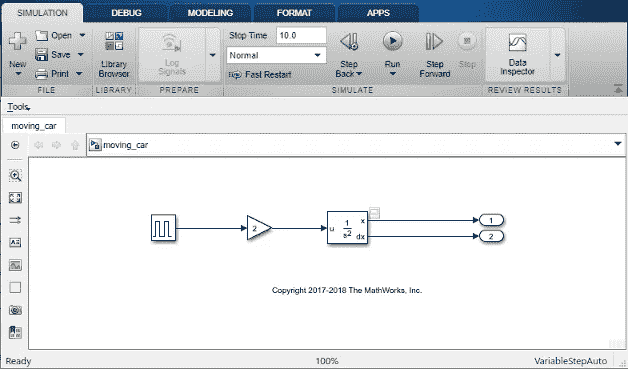 SIMULATION DEBUG MODELING FORMAT APPS
New
Open
Save
Print
FILE
Library
Browser
LIBRARY
Log
Signals
PREPARE
Stop Time 10.0
Normal
Fast Restart
Step
Back
Run
Step
Forward
Stop
SIMULATE
Data
Inspector
REVIEW RESULTS
Tools
moving_car
moving_car
2
u
1
s²
x
dx
1
2
Copyright 2017-2018 The MathWorks, Inc.
Ready 100% VariableStepAuto